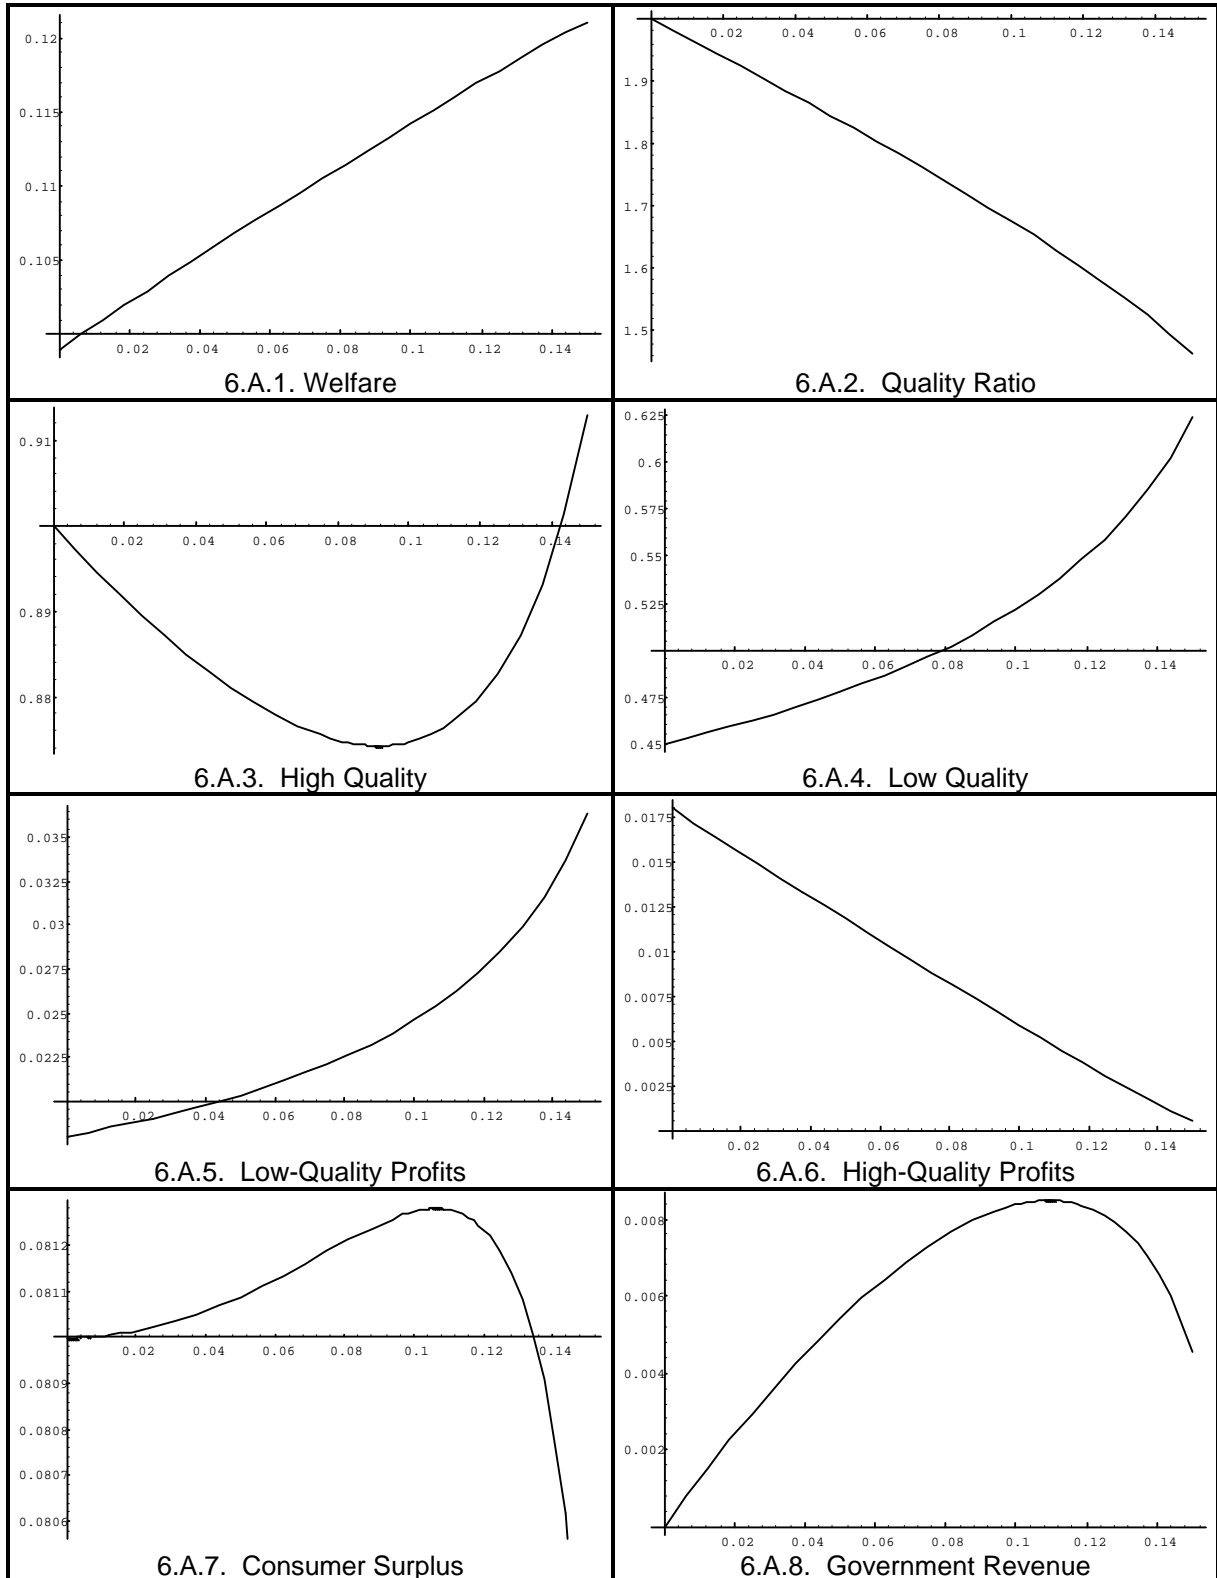 0.12
0.115
0.11
0.105
0.02 0.04 0.06 0.08 0.1 0.12 0.14
6.A.1. Welfare
0.02 0.04 0.06 0.08 0.1 0.12 0.14
1.9
1.8
1.7
1.6
1.5
6.A.2. Quality Ratio
0.91
0.02 0.04 0.06 0.08 0.1 0.12 0.14
0.89
0.88
6.A.3. High Quality
0.625
0.6
0.575
0.55
0.525
0.02 0.04 0.06 0.08 0.1 0.12 0.14
0.475
0.45
6.A.4. Low Quality
0.035
0.0325
0.03
0.0275
0.025
0.0225
0.02 0.04 0.06 0.08 0.1 0.12 0.14
6.A.5. Low-Quality Profits
0.0175
0.015
0.0125
0.01
0.0075
0.005
0.0025
0.02 0.04 0.06 0.08 0.1 0.12 0.14
6.A.6. High-Quality Profits
0.0812
0.0811
0.02 0.04 0.06 0.08 0.1 0.12 0.14
0.0809
0.0808
0.0807
0.0806
6.A.7. Consumer Surplus
0.008
0.006
0.004
0.002
0.02 0.04 0.06 0.08 0.1 0.12 0.14
6.A.8. Government Revenue